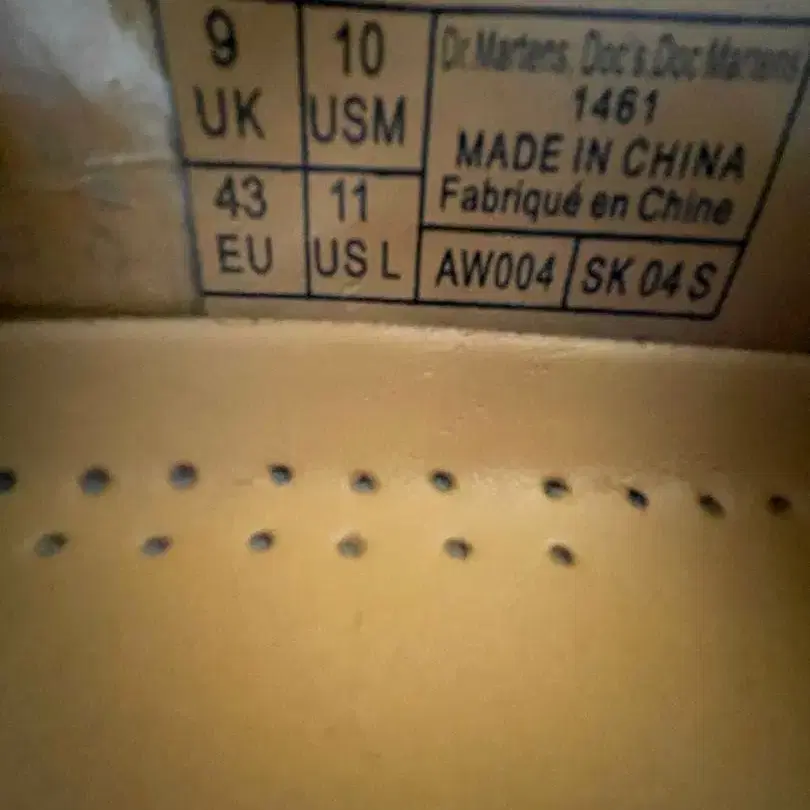 9
UK
10
USM
Dr. Martens, Doc's, Doc Martens
1461
MADE IN CHINA
Fabriqué en Chine
43
EU
11
US L
AW004
SK 04 S